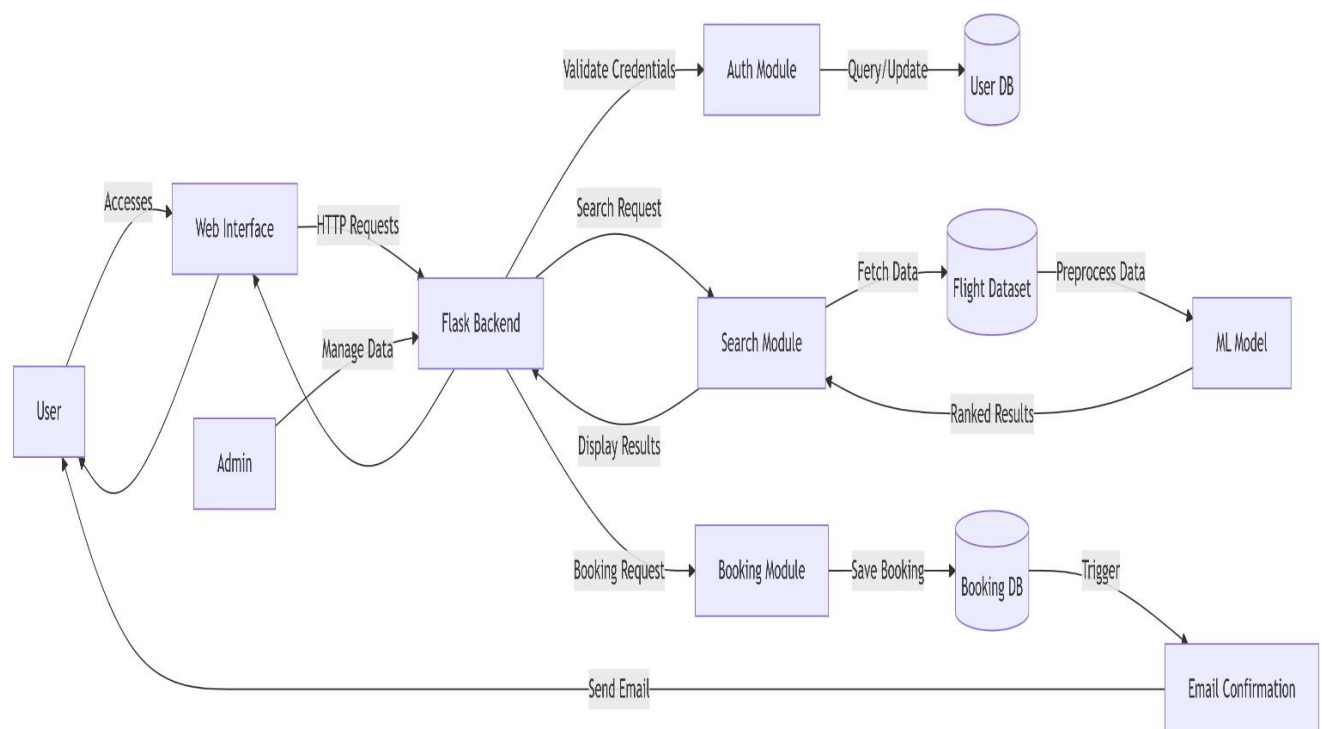 Validate Credentials
Auth Module
Query/Update
User DB
Accesses
Web Interface
HTTP Requests
Search Request
Flask Backend
Manage Data
Search Module
Fetch Data
Flight Dataset
Preprocess Data
ML Model
User
Admin
Display Results
Ranked Results
Booking Request
Booking Module
Save Booking
Booking DB
Trigger
Send Email
Email Confirmation